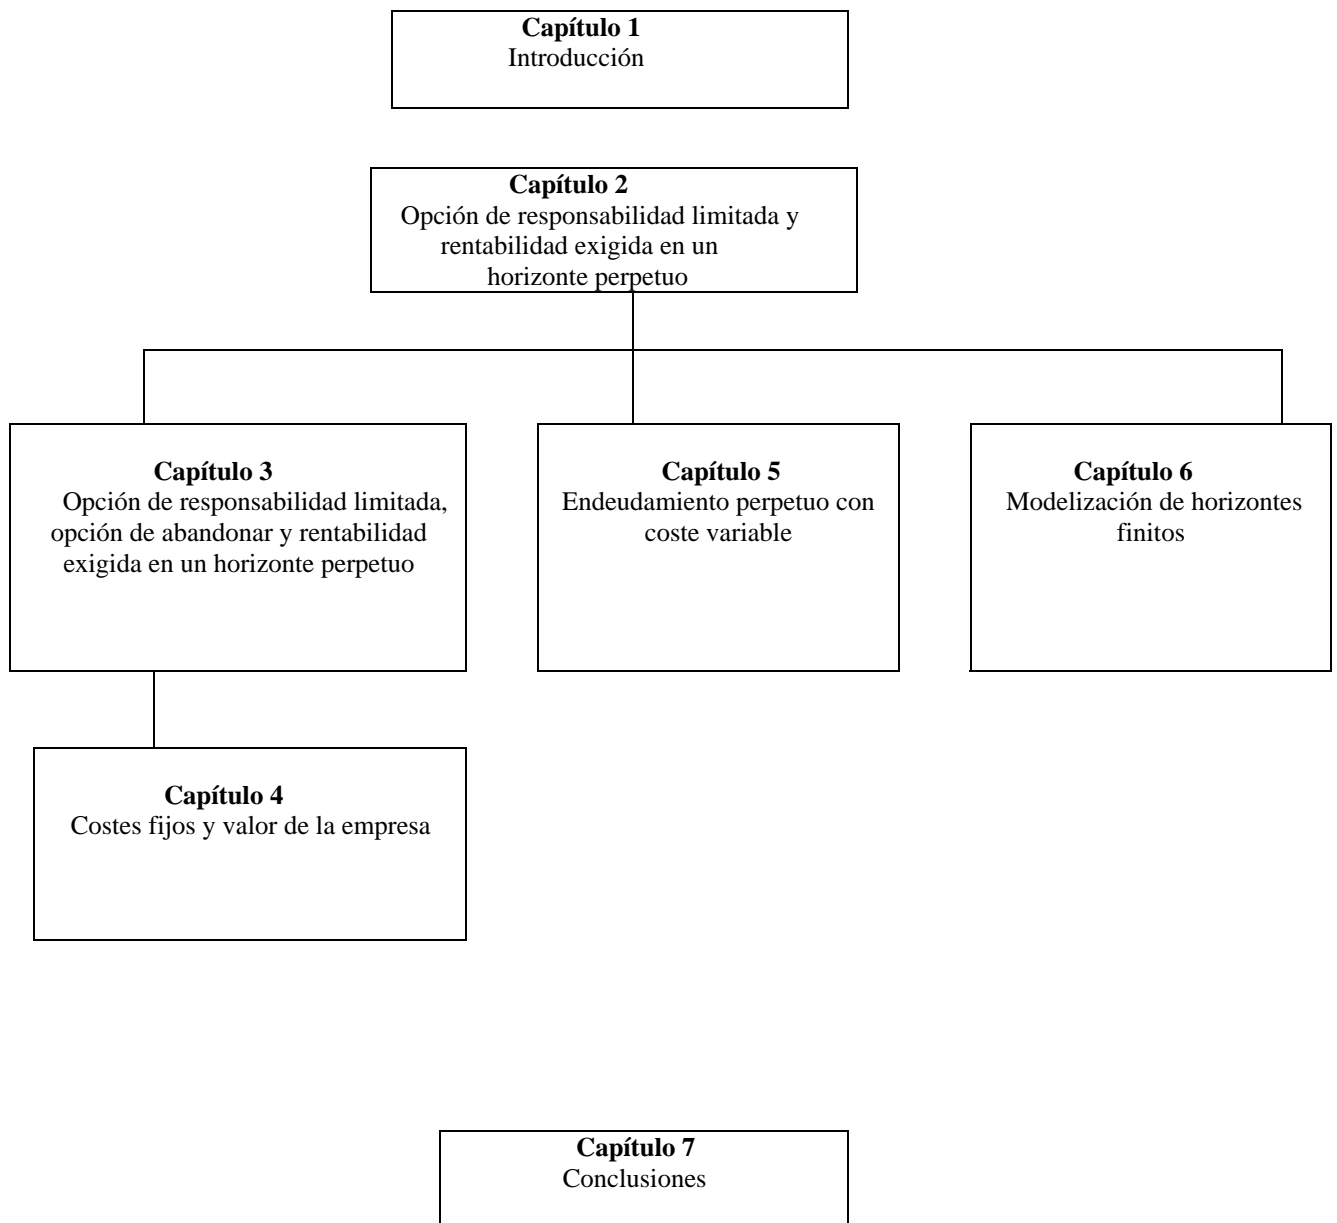 Capítulo 1
Introducción
Capítulo 2
Opción de responsabilidad limitada y
rentabilidad exigida en un
horizonte perpetuo
Capítulo 3
Opción de responsabilidad limitada,
opción de abandonar y rentabilidad
exigida en un horizonte perpetuo
Capítulo 5
Endeudamiento perpetuo con
coste variable
Capítulo 6
Modelización de horizontes
finitos
Capítulo 4
Costes fijos y valor de la empresa
Capítulo 7
Conclusiones